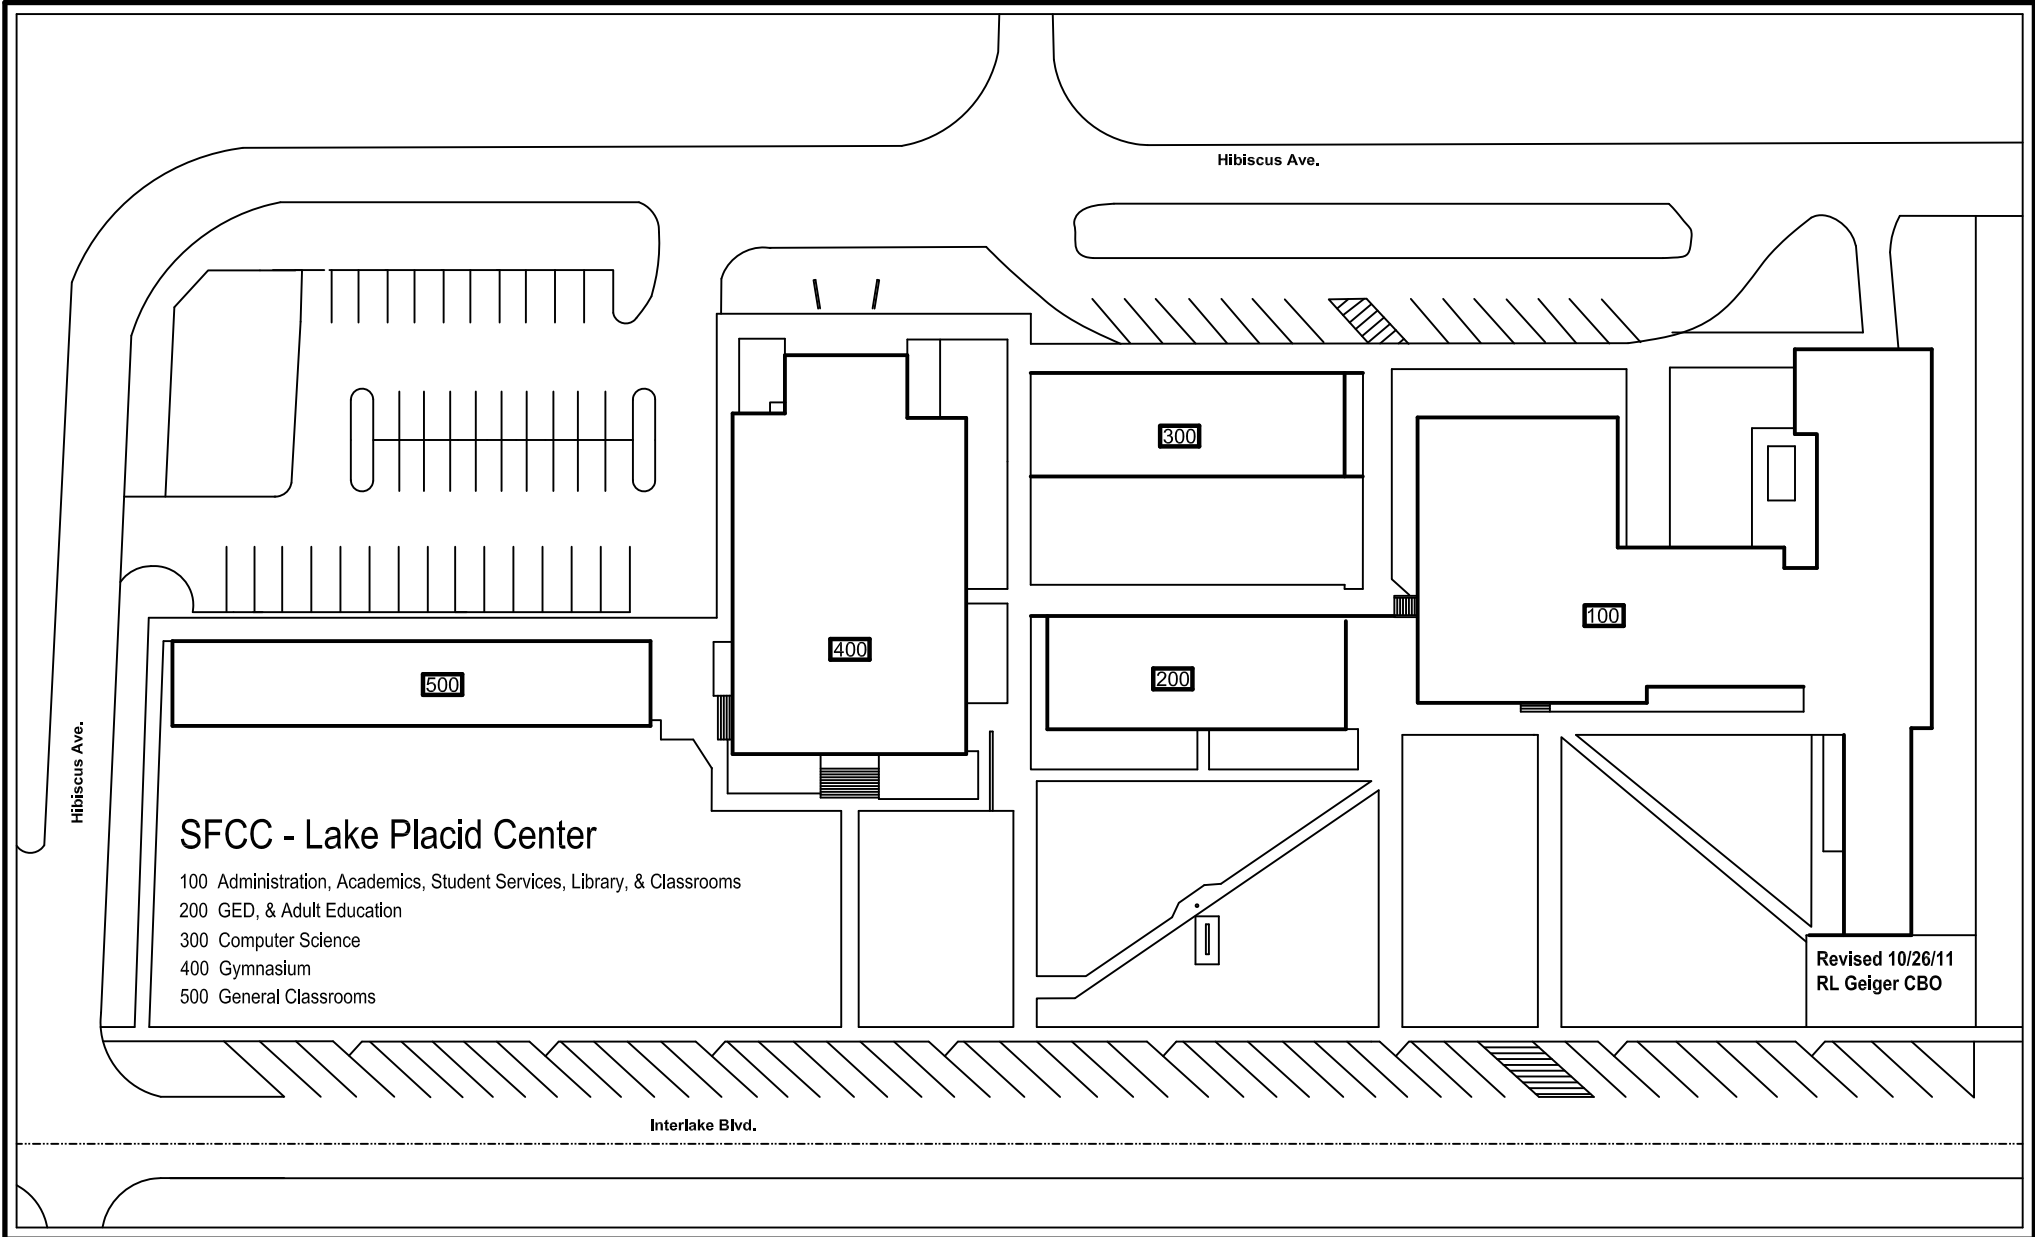 Hibiscus Ave.
300
100
400
200
500
Hibiscus Ave.
SFCC - Lake Placid Center
100 Administration, Academics, Student Services, Library, & Classrooms
200 GED, & Adult Education
300 Computer Science
400 Gymnasium
500 General Classrooms
Revised 10/26/11
RL Geiger CBO
Interlake Blvd.